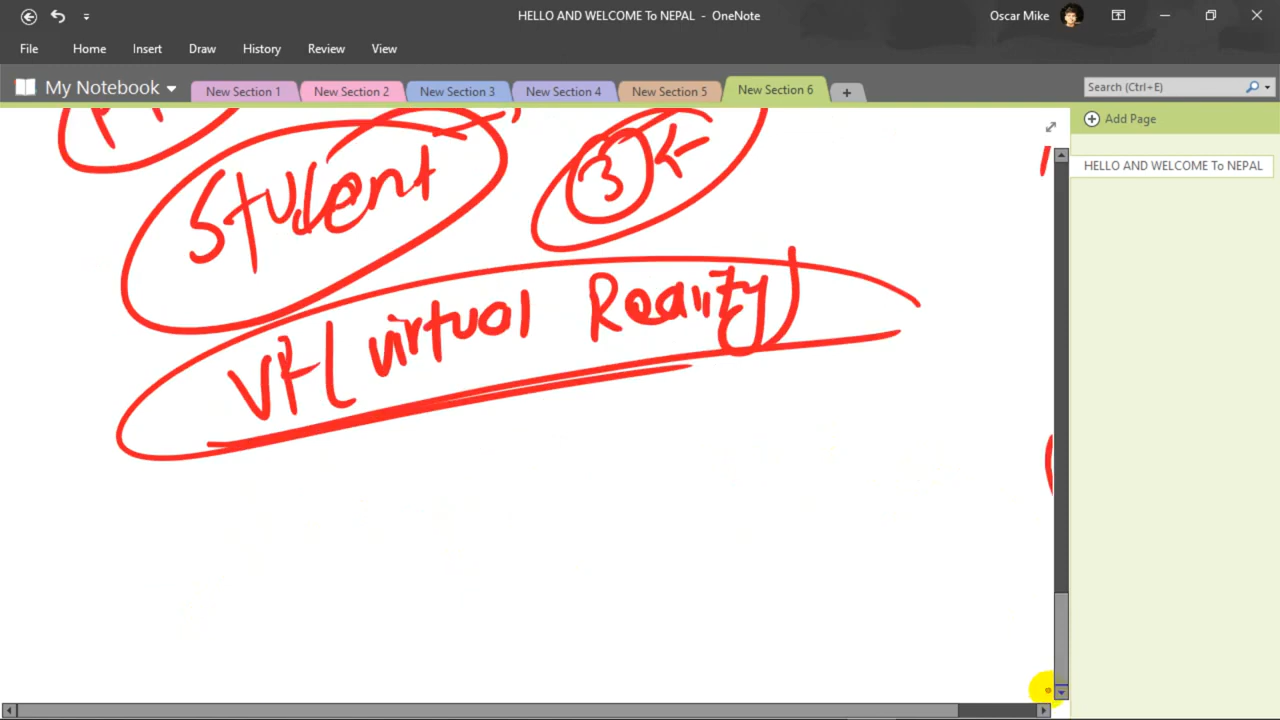 HELLO AND WELCOME To NEPAL - OneNote
Oscar Mike
File Home Insert Draw History Review View
My Notebook New Section 1 New Section 2 New Section 3 New Section 4 New Section 5 New Section 6
Search (Ctrl+E)
Add Page
HELLO AND WELCOME To NEPAL
Student
3K
VR( virtual Reality)